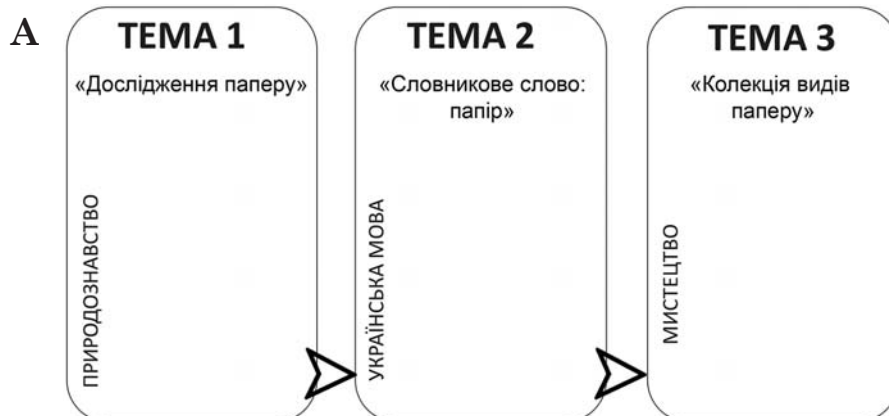 А
ТЕМА 1
«Дослідження паперу»
ПРИРОДОЗНАВСТВО
ТЕМА 2
«Словникове слово:
папір»
УКРАЇНСЬКА МОВА
ТЕМА 3
«Колекція видів
паперу»
МИСТЕЦТВО